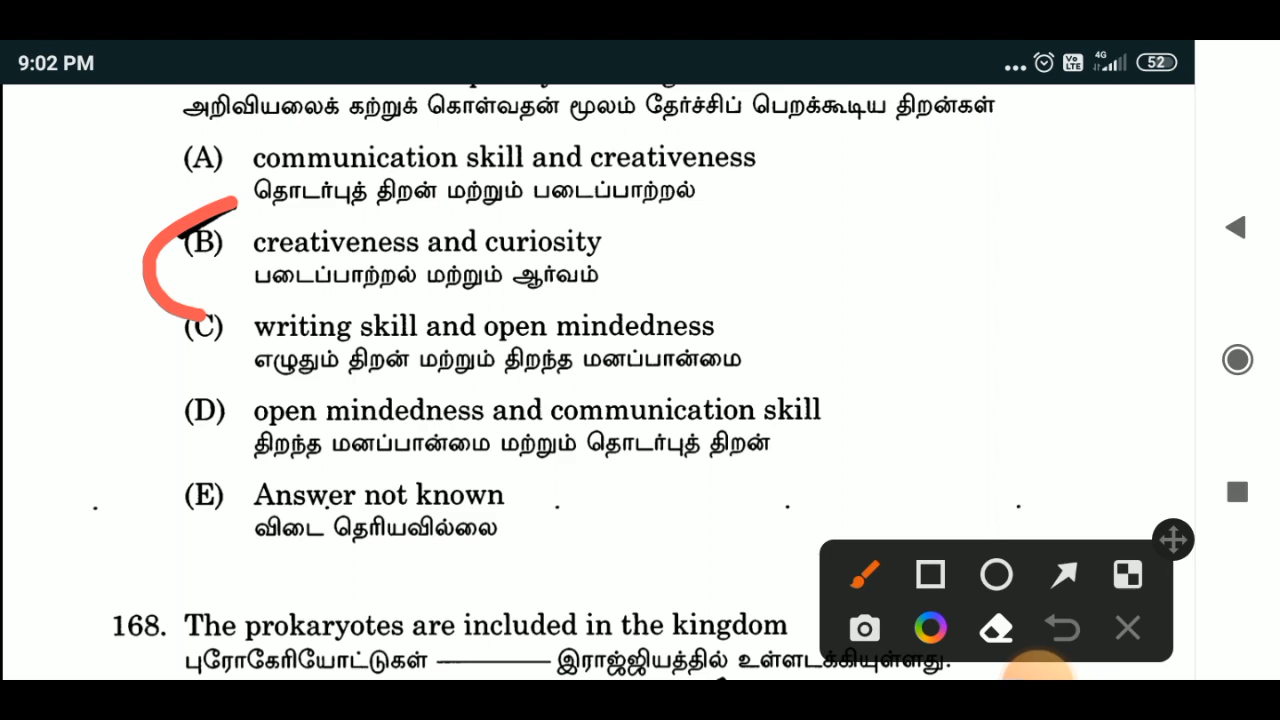 9:02 PM
4G
Vo LTE
52
அறிவியலைக் கற்றுக் கொள்வதன் மூலம் தேர்ச்சிப் பெறக்கூடிய திறன்கள்
(A) communication skill and creativeness
தொடர்புத் திறன் மற்றும் படைப்பாற்றல்
(B) creativeness and curiosity
படைப்பாற்றல் மற்றும் ஆர்வம்
(C) writing skill and open mindedness
எழுதும் திறன் மற்றும் திறந்த மனப்பான்மை
(D) open mindedness and communication skill
திறந்த மனப்பான்மை மற்றும் தொடர்புத் திறன்
(E) Answer not known
விடை தெரியவில்லை
168. The prokaryotes are included in the kingdom
புரோகேரியோட்டுகள் ———— இராஜ்ஜியத்தில் உள்ளடக்கியுள்ளது.